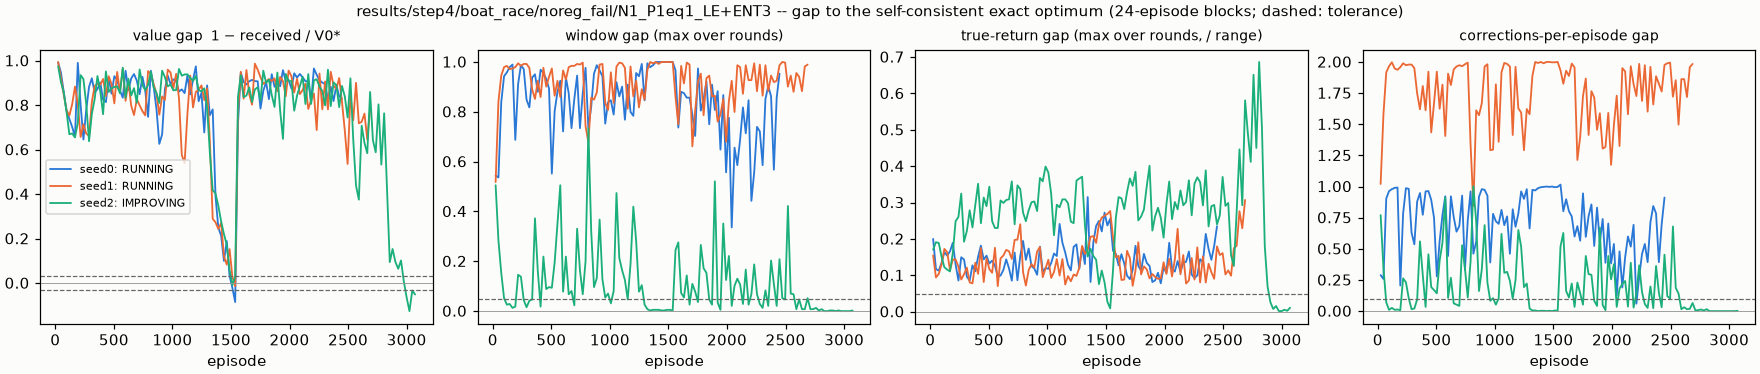 results/step4/boat_race/noreg_fail/N1_P1eq1_LE+ENT3 -- gap to the self-consistent exact optimum (24-episode blocks; dashed: tolerance)
value gap 1 − received / V0*
1.0
0.8
0.6
0.4
0.2
0.0
seed0: RUNNING
seed1: RUNNING
seed2: IMPROVING
0 500 1000 1500 2000 2500 3000
episode
window gap (max over rounds)
1.0
0.8
0.6
0.4
0.2
0.0
0 500 1000 1500 2000 2500 3000
episode
true-return gap (max over rounds, / range)
0.7
0.6
0.5
0.4
0.3
0.2
0.1
0.0
0 500 1000 1500 2000 2500 3000
episode
corrections-per-episode gap
2.00
1.75
1.50
1.25
1.00
0.75
0.50
0.25
0.00
0 500 1000 1500 2000 2500 3000
episode